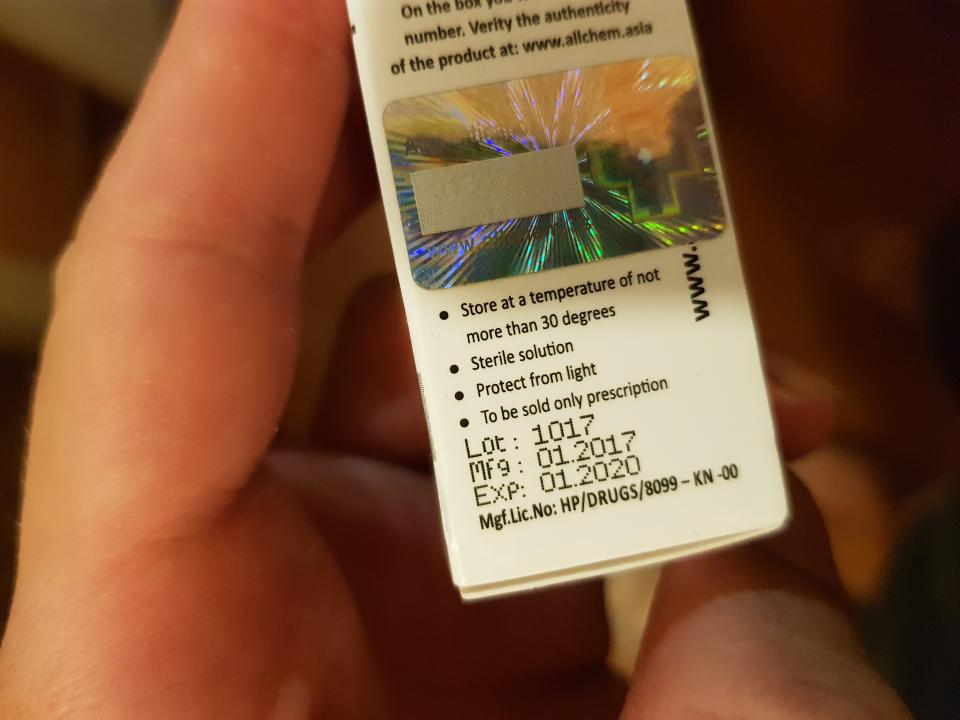 On the box you
number. Verity the authenticity
of the product at: www.allchem.asia
www.
• Store at a temperature of not
more than 30 degrees
• Sterile solution
• Protect from light
• To be sold only prescription
Lot: 1017
Mfg: 01.2017
EXP: 01.2020
Mgf.Lic.No: HP/DRUGS/8099 – KN -00
www.